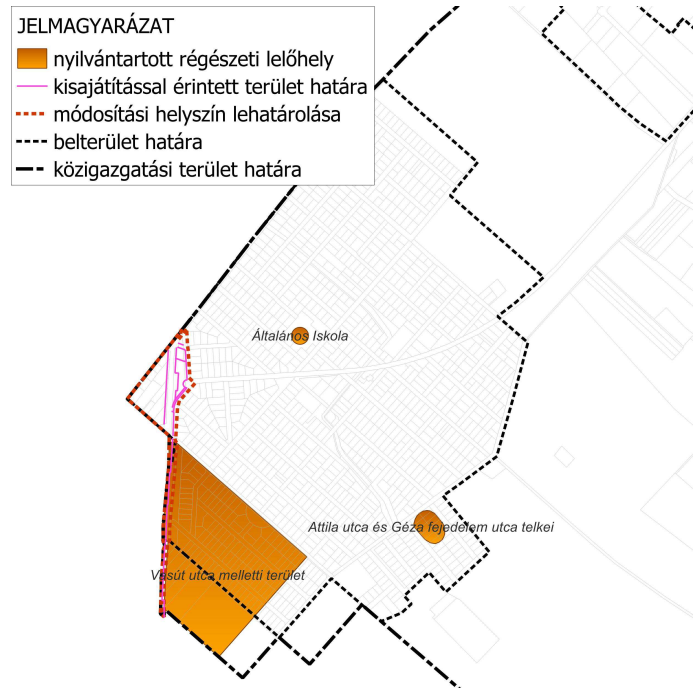 JELMAGYARÁZAT
nyilvántartott régészeti lelőhely
kisajátítással érintett terület határa
módosítási helyszín lehatárolása
belterület határa
közigazgatási terület határa
Általános Iskola
Attila utca és Géza fejedelem utca telkei
Vasút utca melletti terület